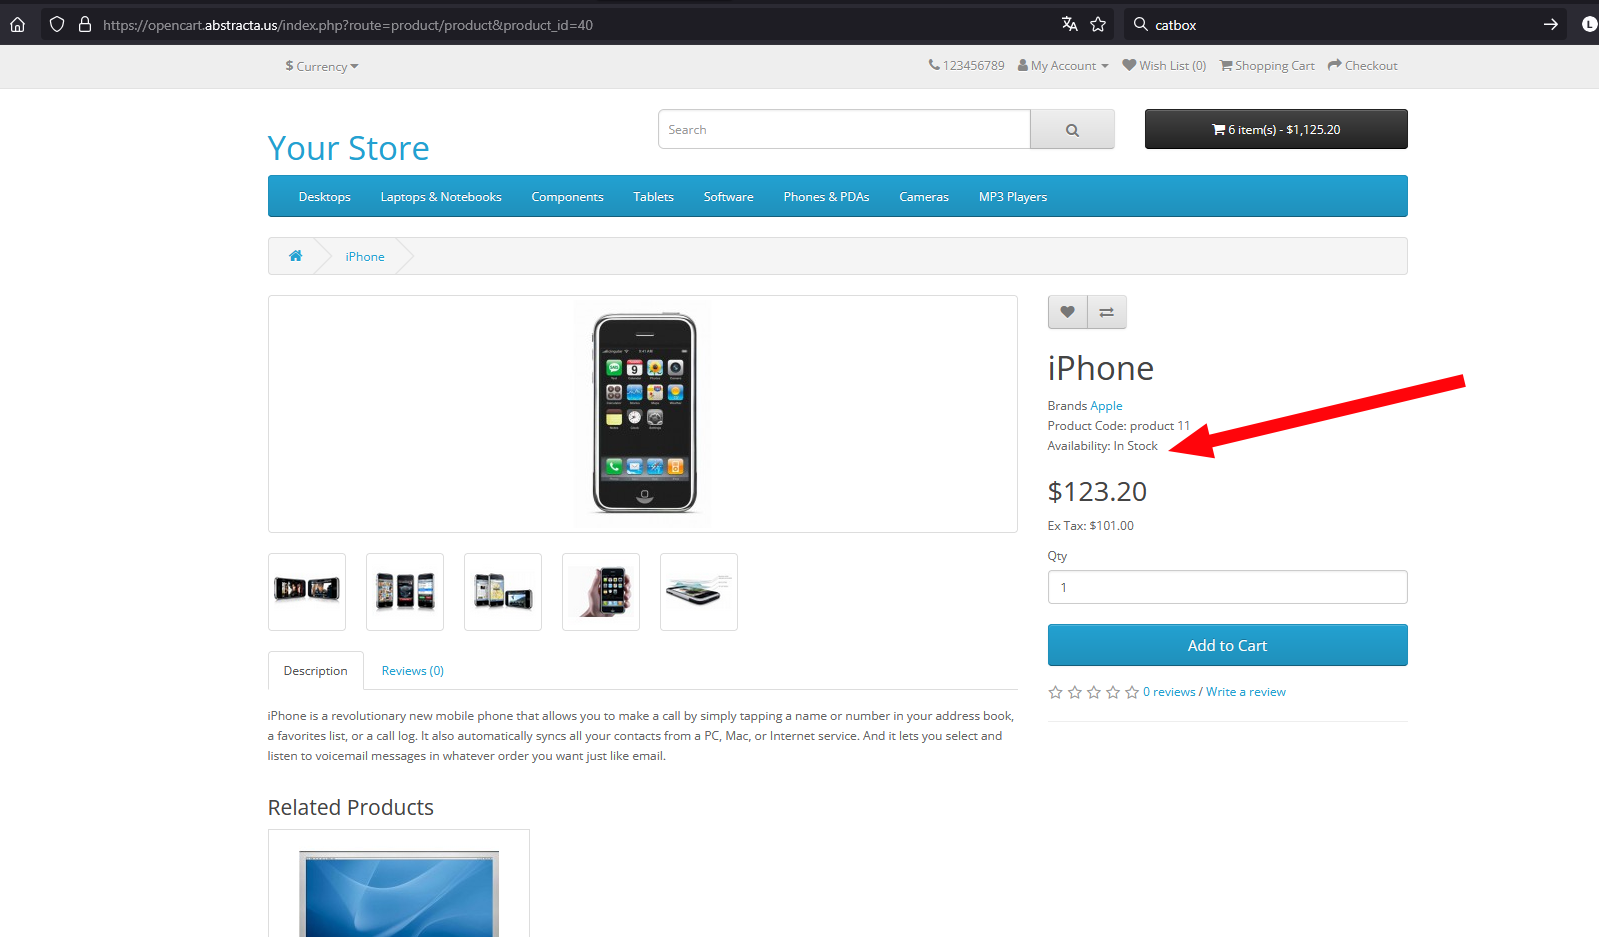 https://opencart.abstracta.us/index.php?route=product/product&product_id=40
catbox
L
$ Currency
123456789 My Account Wish List (0) Shopping Cart Checkout
Your Store
Search
6 item(s) - $1,125.20
Desktops Laptops & Notebooks Components Tablets Software Phones & PDAs Cameras MP3 Players
iPhone
iPhone
Brands Apple
Product Code: product 11
Availability: In Stock
$123.20
Ex Tax: $101.00
Qty
1
Add to Cart
0 reviews / Write a review
Description Reviews (0)
iPhone is a revolutionary new mobile phone that allows you to make a call by simply tapping a name or number in your address book,
a favorites list, or a call log. It also automatically syncs all your contacts from a PC, Mac, or Internet service. And it lets you select and
listen to voicemail messages in whatever order you want just like email.
Related Products